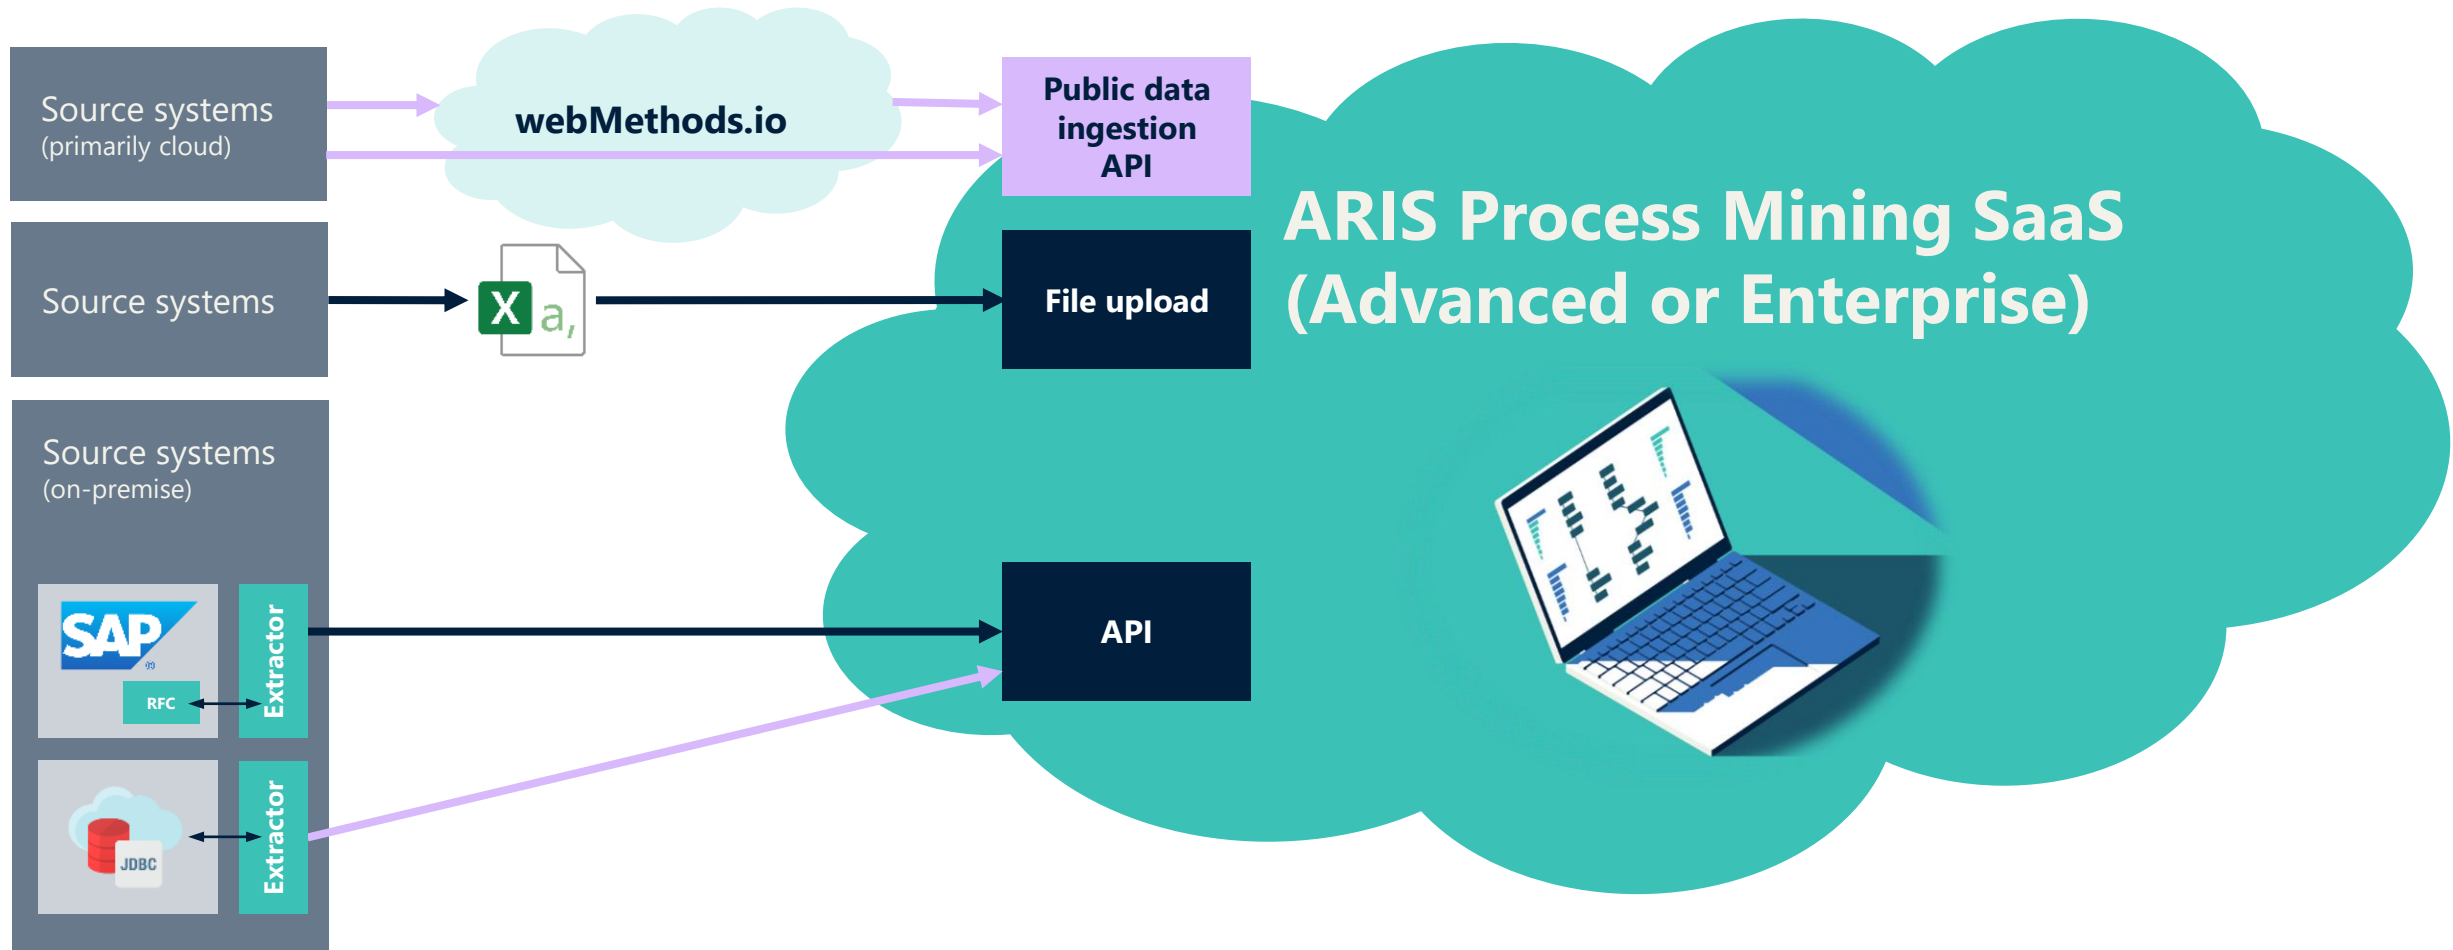 Source systems
(primarily cloud)
webMethods.io
Public data
ingestion
API
ARIS Process Mining SaaS
(Advanced or Enterprise)
Source systems
X a,
File upload
Source systems
(on-premise)
SAP
RFC
Extractor
API
JDBC
Extractor